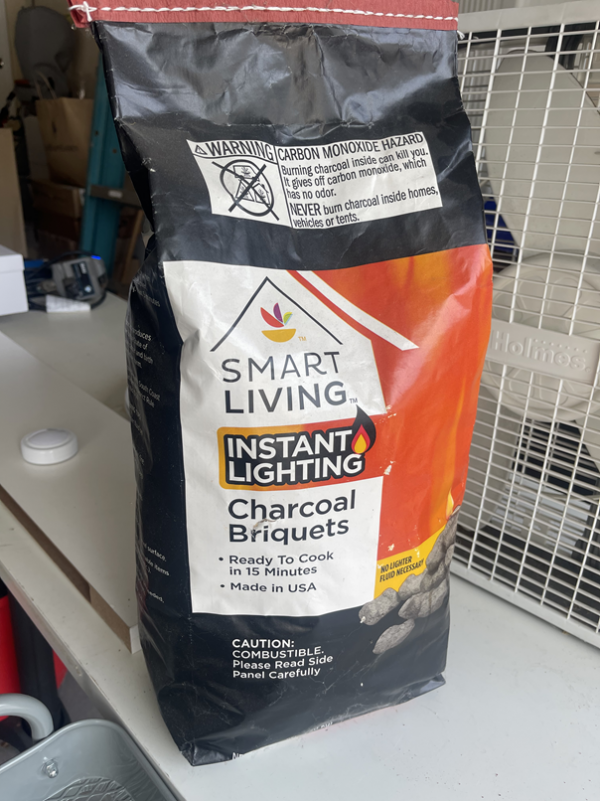 WARNING
CARBON MONOXIDE HAZARD
Burning charcoal inside can kill you.
It gives off carbon monoxide, which
has no odor.
NEVER burn charcoal inside homes,
vehicles or tents.
TM
SMART
LIVING TM
INSTANT
LIGHTING
Charcoal
Briquets
• Ready To Cook
in 15 Minutes
• Made in USA
NO LIGHTER
FLUID NECESSARY
CAUTION:
COMBUSTIBLE.
Please Read Side
Panel Carefully
Holmes